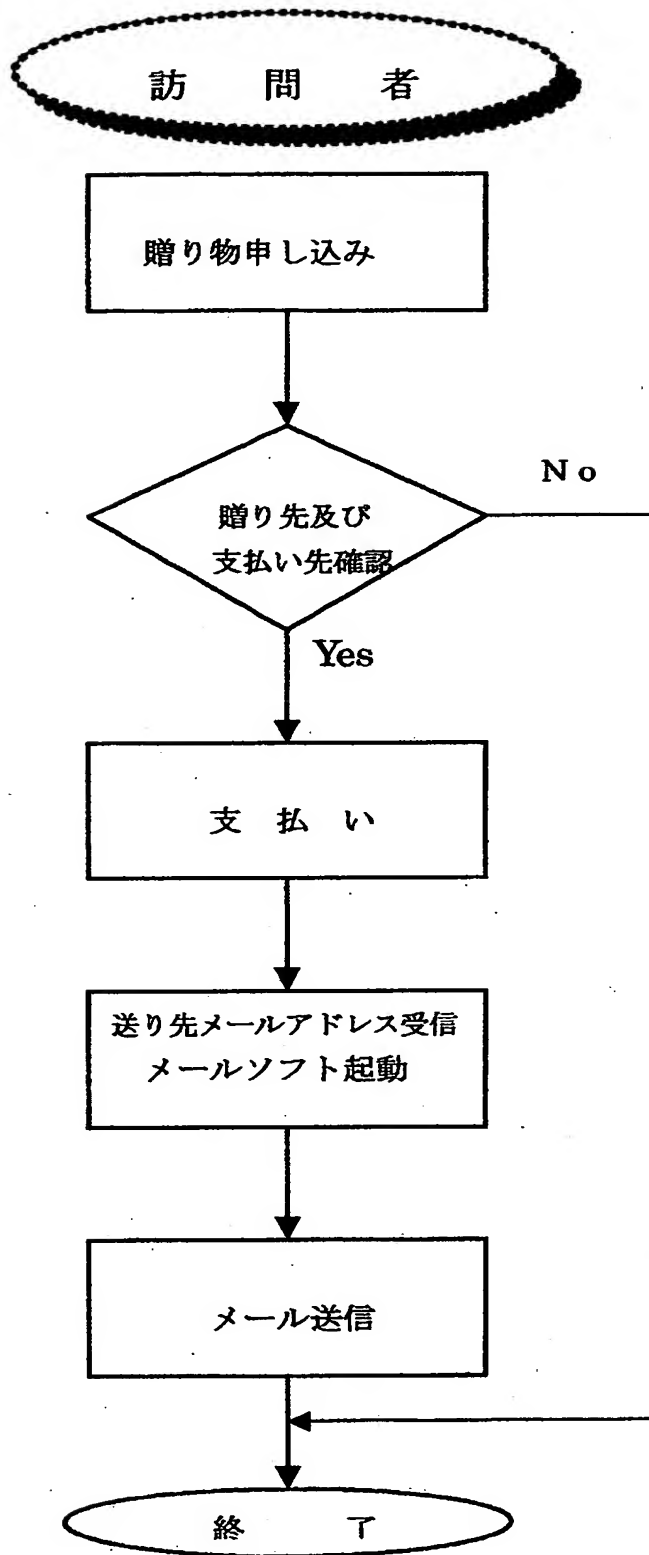 訪問者
贈り物申し込み
贈り先及び
支払い先確認
No
Yes
支払い
送り先メールアドレス受信
メールソフト起動
メール送信
終了